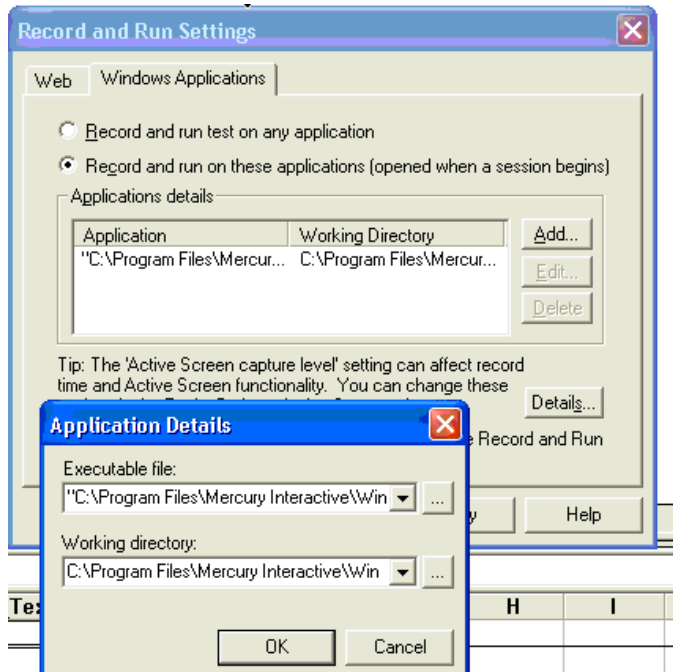 Record and Run Settings
Web
Windows Applications
Record and run test on any application
Record and run on these applications (opened when a session begins)
Applications details
Application Working Directory
"C:\Program Files\Mercur... C:\Program Files\Mercur...
Add...
Edit...
Delete
Tip: The 'Active Screen capture level' setting can affect record
time and Active Screen functionality. You can change these
Details...
Application Details
Record and Run
Executable file:
"C:\Program Files\Mercury Interactive\Win
...
Help
Working directory:
C:\Program Files\Mercury Interactive\Win
...
H I
OK Cancel